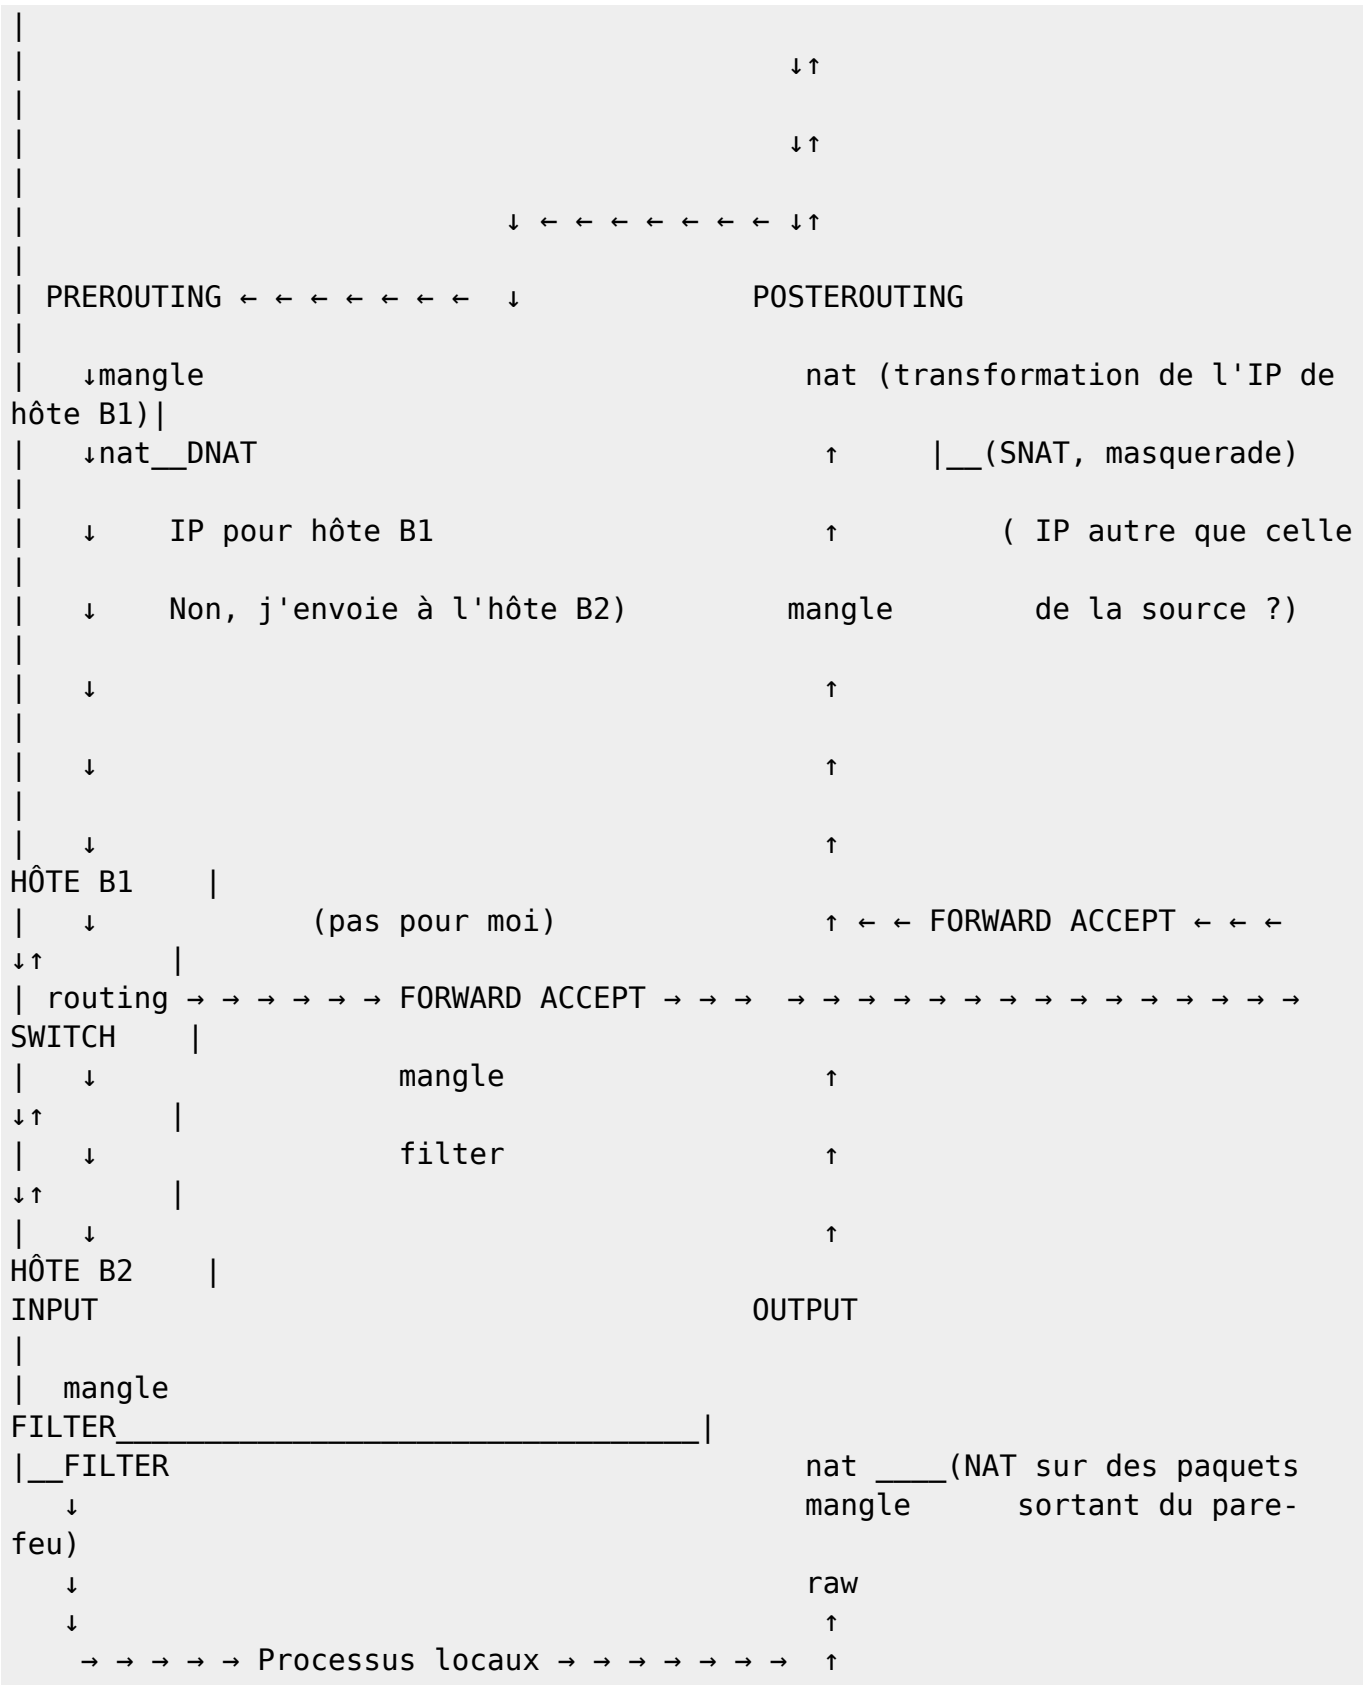 |
|                                           ↓↑
|
|                                           ↓↑
|
|                           ↓ ← ← ← ← ← ← ← ↓↑
|
| PREROUTING ← ← ← ← ← ← ←  ↓             POSTEROUTING
|
|   ↓mangle                                  nat (transformation de l'IP de
hôte B1)|
|   ↓nat__DNAT                                ↑     |__(SNAT, masquerade)
|
|   ↓    IP pour hôte B1                      ↑         ( IP autre que celle
|
|   ↓    Non, j'envoie à l'hôte B2)         mangle        de la source ?)
|
|   ↓                                         ↑
|
|   ↓                                         ↑
|
|   ↓                                         ↑
HÔTE B1    |
|   ↓            (pas pour moi)               ↑ ← ← FORWARD ACCEPT ← ← ←
↓↑       |
| routing → → → → → → FORWARD ACCEPT → → →  → → → → → → → → → → → → → → →
SWITCH    |
|   ↓                 mangle                  ↑
↓↑       |
|   ↓                 filter                  ↑
↓↑       |
|   ↓                                         ↑
HÔTE B2    |
INPUT                                     OUTPUT
|
|  mangle
FILTER_________________________________|
|__FILTER                                    nat ____(NAT sur des paquets
   ↓                                         mangle      sortant du pare-
feu)
   ↓                                         raw
   ↓                                          ↑
    → → → → → Processus locaux → → → → → → →  ↑